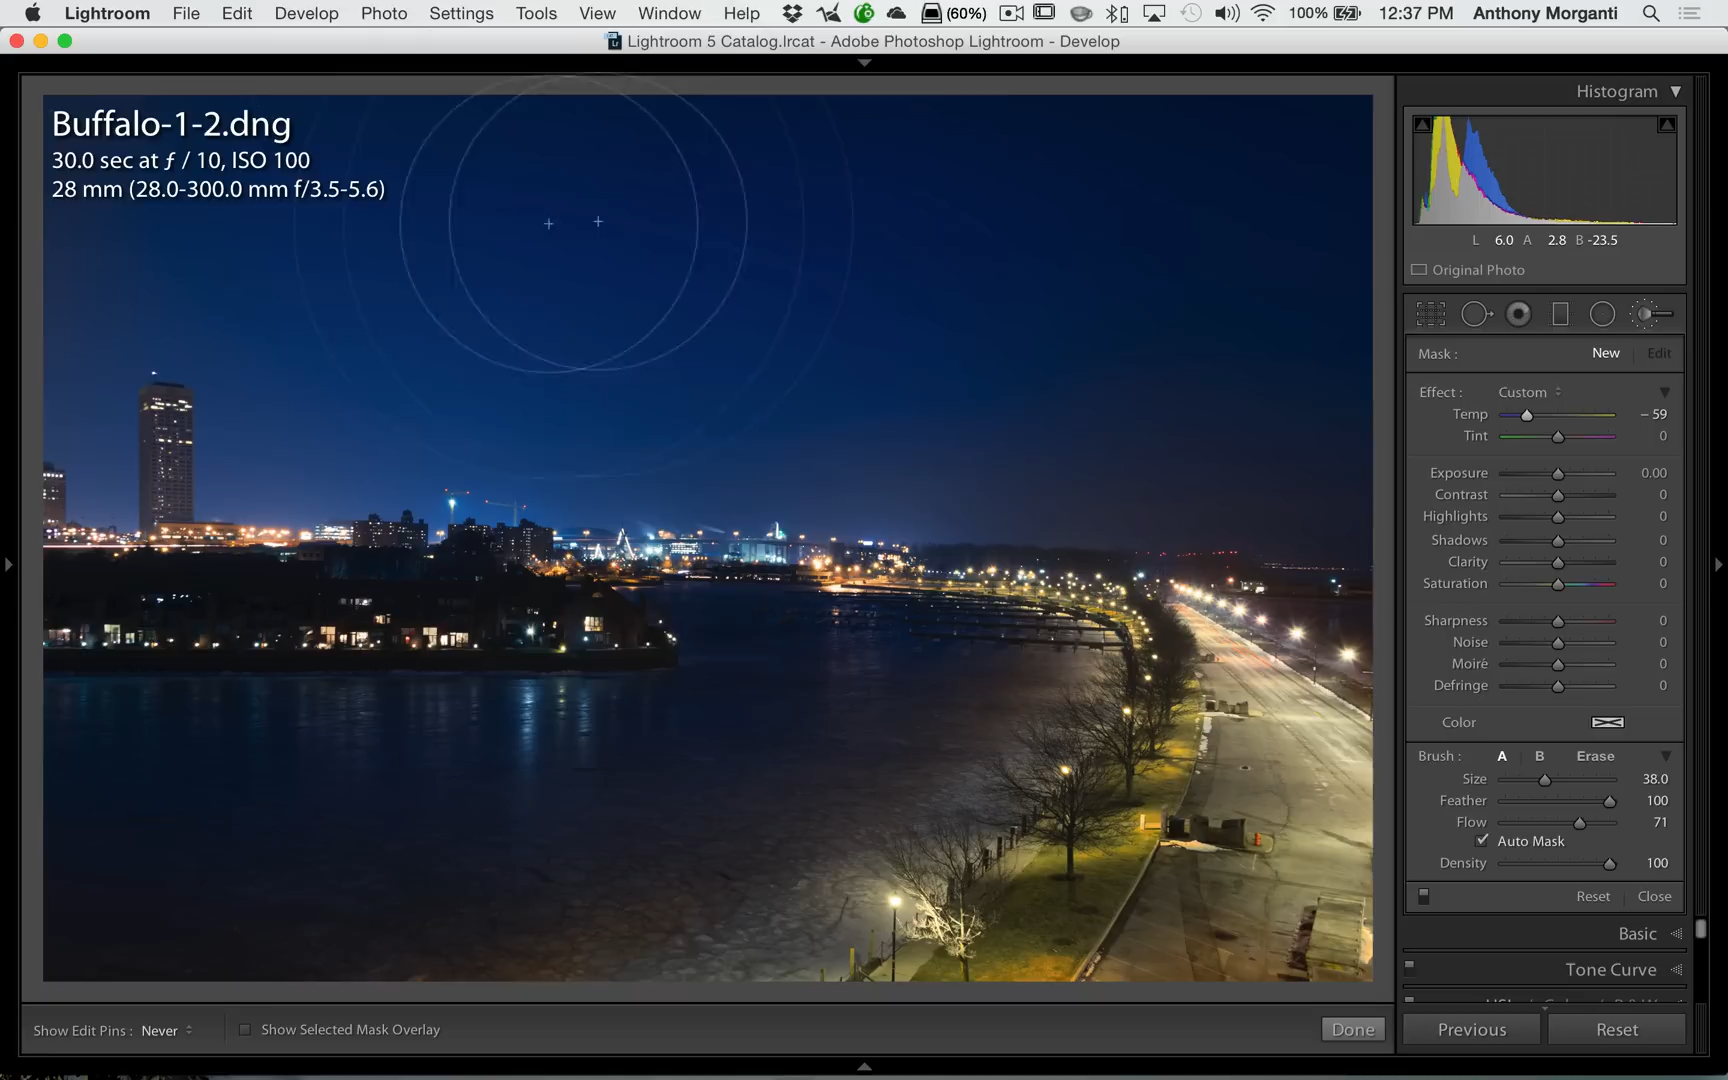 Lightroom File Edit Develop Photo Settings Tools View Window Help (60%) 100% 12:37 PM Anthony Morganti
Lightroom 5 Catalog.lrcat - Adobe Photoshop Lightroom - Develop
Buffalo-1-2.dng
30.0 sec at ƒ / 10, ISO 100
28 mm (28.0-300.0 mm f/3.5-5.6)
Histogram
L 6.0 A 2.8 B -23.5
Original Photo
Mask : New Edit
Effect : Custom
Temp – 59
Tint 0
Exposure 0.00
Contrast 0
Highlights 0
Shadows 0
Clarity 0
Saturation 0
Sharpness 0
Noise 0
Moiré 0
Defringe 0
Color
Brush : A B Erase
Size 38.0
Feather 100
Flow 71
Auto Mask
Density 100
Reset Close
Basic
Tone Curve
Show Edit Pins : Never Show Selected Mask Overlay Done Previous Reset